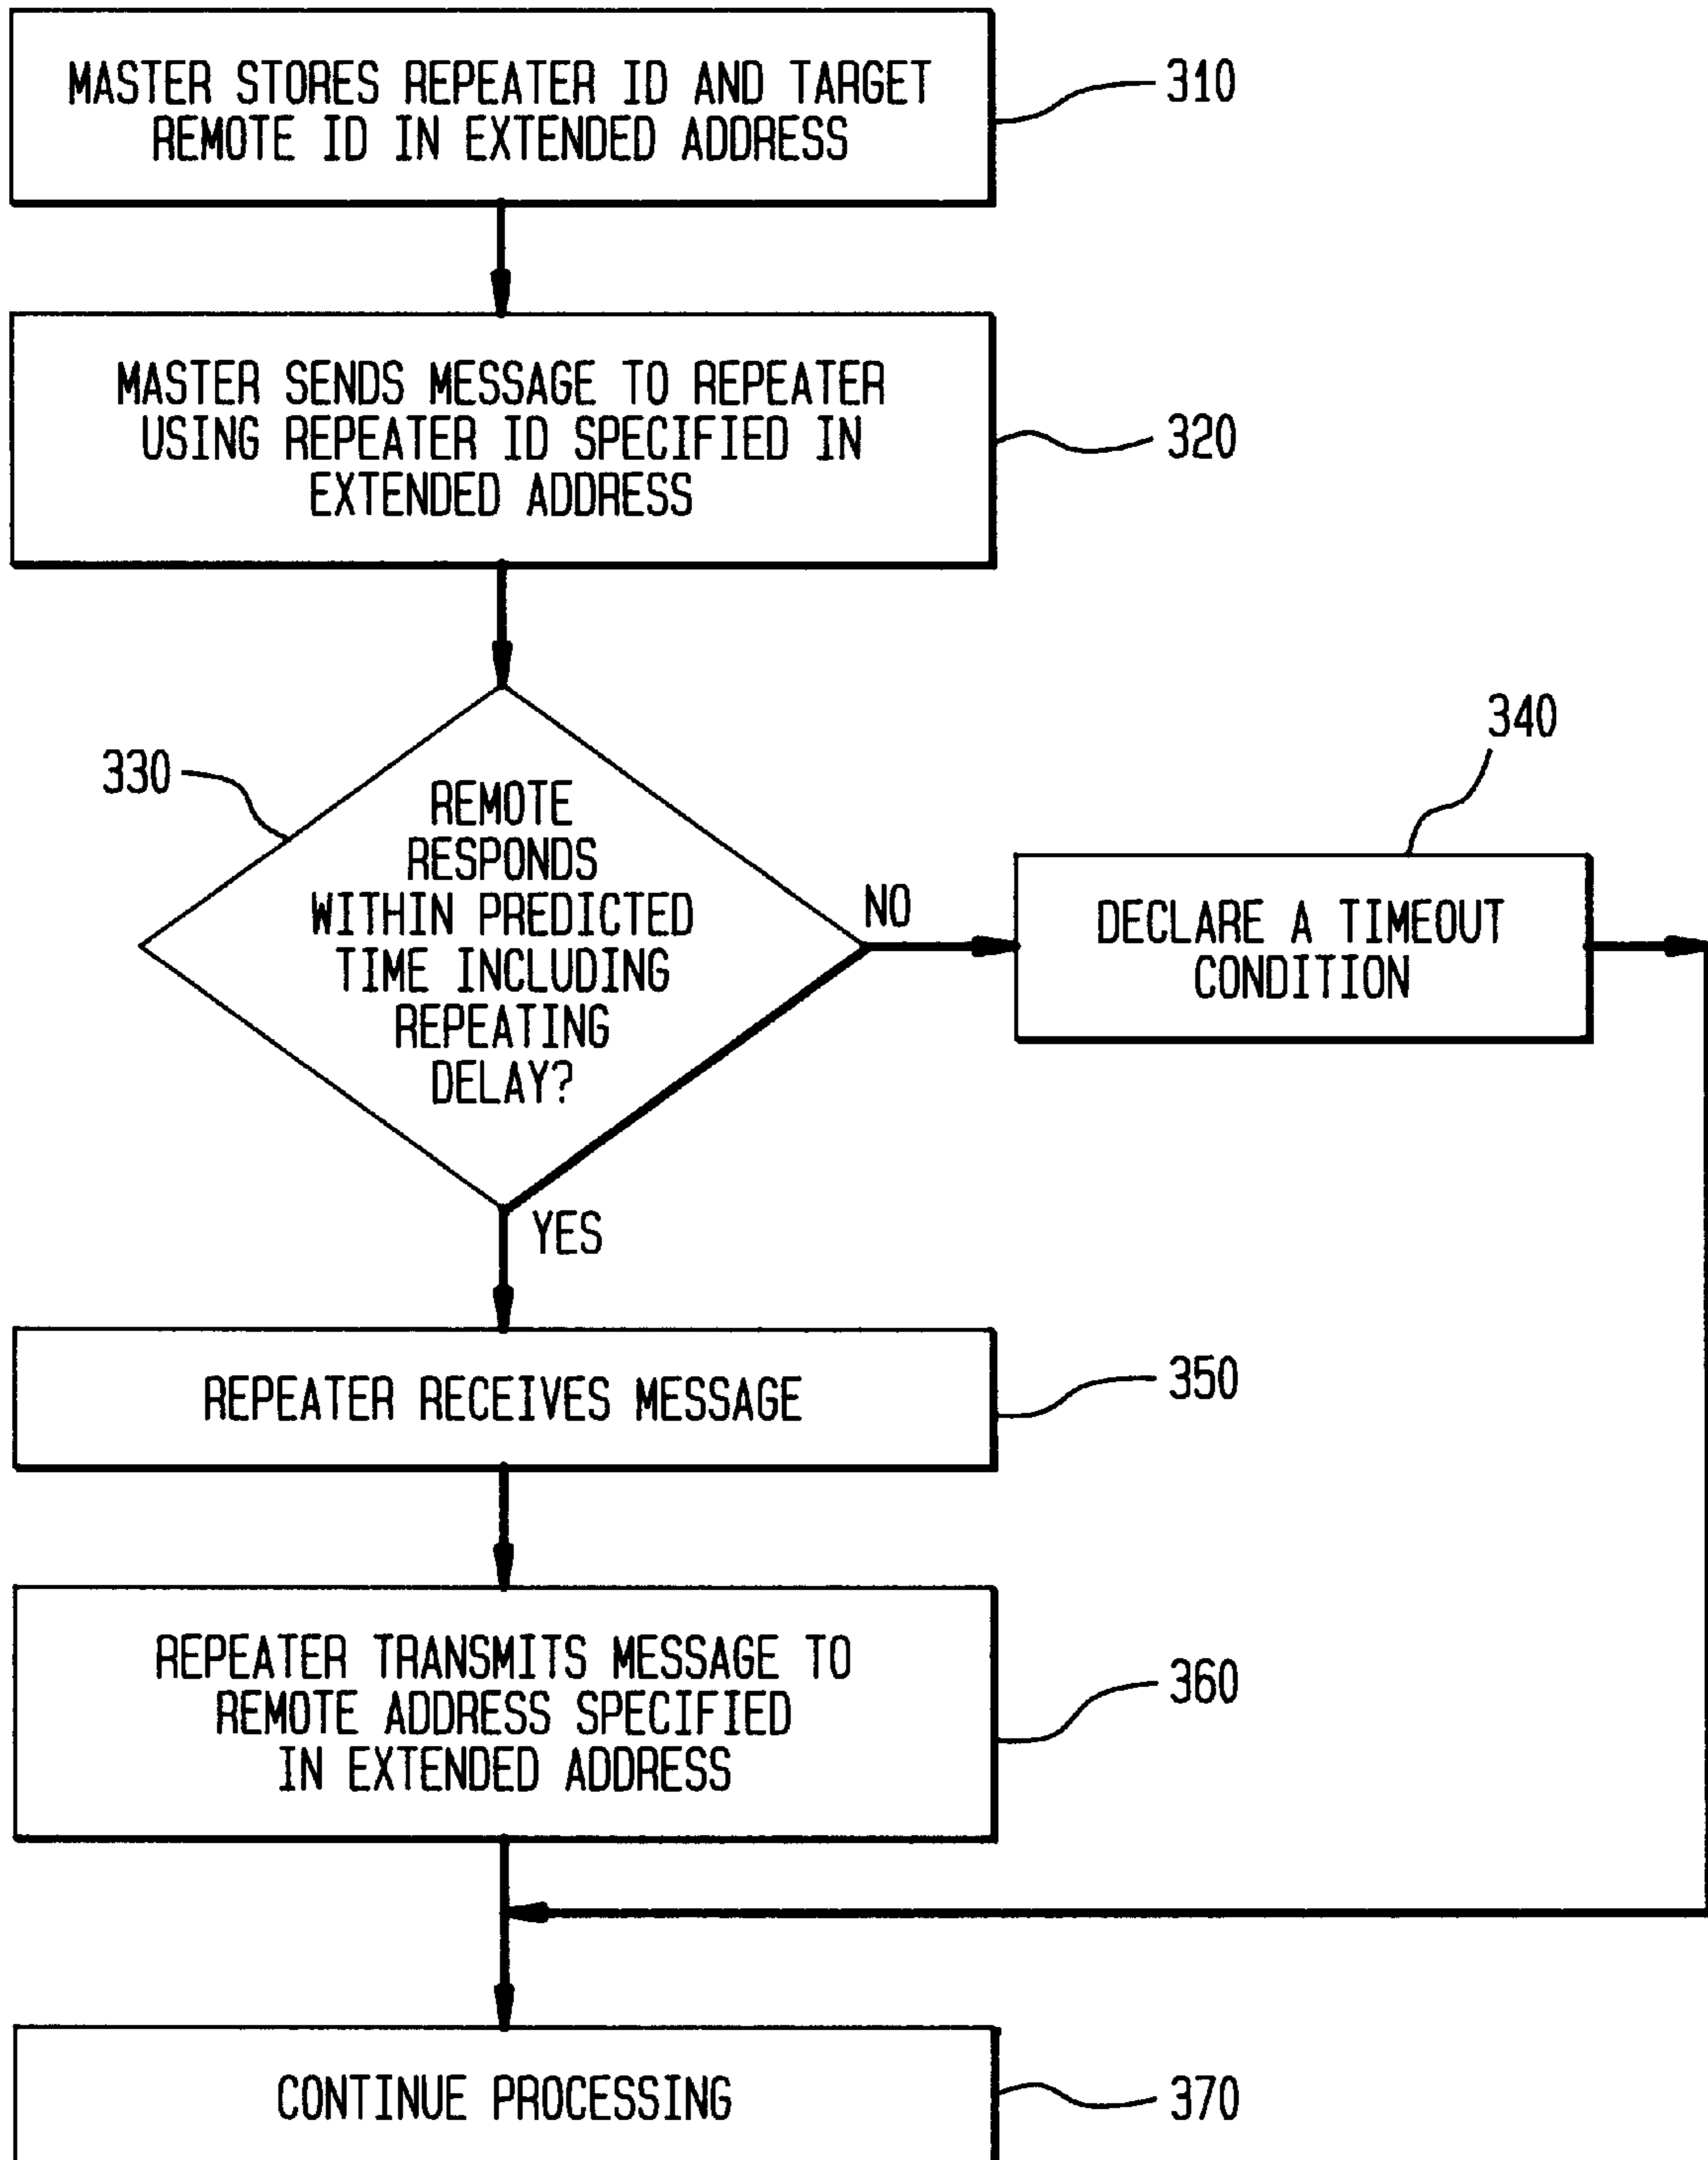 MASTER STORES REPEATER ID AND TARGET
REMOTE ID IN EXTENDED ADDRESS
310
MASTER SENDS MESSAGE TO REPEATER
USING REPEATER ID SPECIFIED IN
EXTENDED ADDRESS
320
330
REMOTE
RESPONDS
WITHIN PREDICTED
TIME INCLUDING
REPEATING
DELAY?
NO
340
DECLARE A TIMEOUT
CONDITION
YES
REPEATER RECEIVES MESSAGE
350
REPEATER TRANSMITS MESSAGE TO
REMOTE ADDRESS SPECIFIED
IN EXTENDED ADDRESS
360
CONTINUE PROCESSING
370